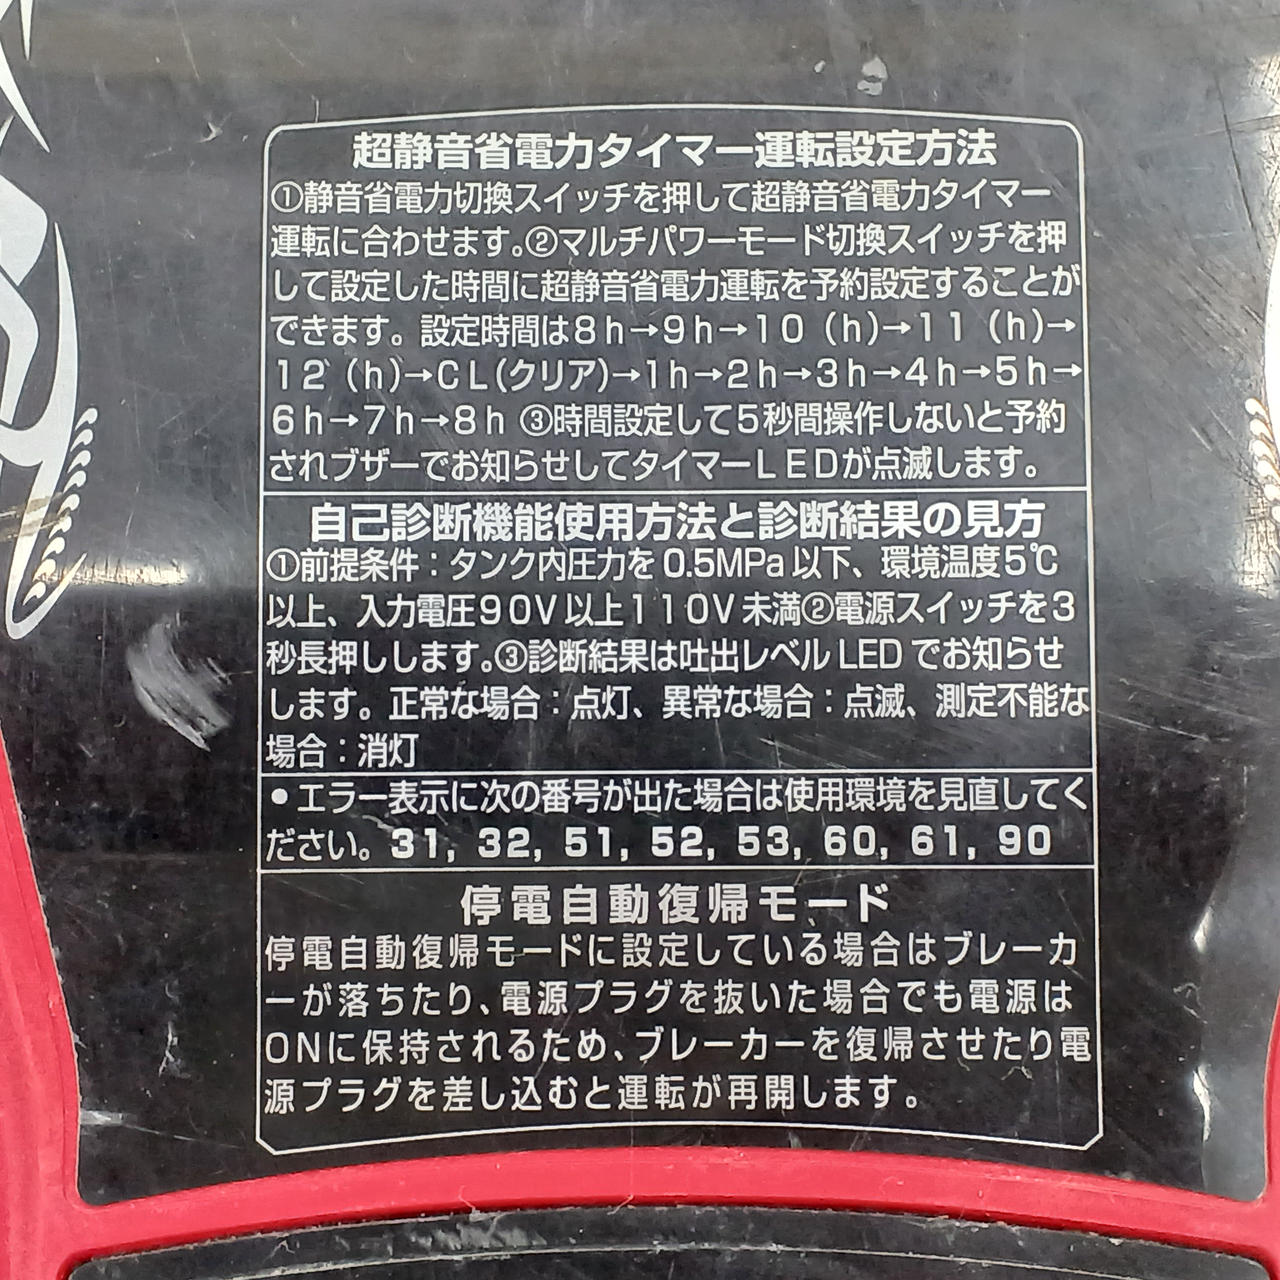 超静音省電力タイマー運転設定方法
①静音省電力切換スイッチを押して超静音省電力タイマー
運転に合わせます。②マルチパワーモード切換スイッチを押
して設定した時間に超静音省電力運転を予約設定することが
できます。設定時間は8h→9h→10(h)→11(h)→
12(h)→CL(クリア)→1h→2h→3h→4h→5h→
6h→7h→8h ③時間設定して5秒間操作しないと予約
されブザーでお知らせしてタイマーLEDが点滅します。
自己診断機能使用方法と診断結果の見方
①前提条件：タンク内圧力を0.5MPa以下、環境温度5℃
以上、入力電圧90V以上110V未満②電源スイッチを3
秒長押しします。③診断結果は吐出レベルLEDでお知らせ
します。正常な場合：点灯、異常な場合：点滅、測定不能な
場合：消灯
●エラー表示に次の番号が出た場合は使用環境を見直してく
ださい。31, 32, 51, 52, 53, 60, 61, 90
停電自動復帰モード
停電自動復帰モードに設定している場合はブレーカ
ーが落ちたり、電源プラグを抜いた場合でも電源は
ONに保持されるため、ブレーカーを復帰させたり電
源プラグを差し込むと運転が再開します。